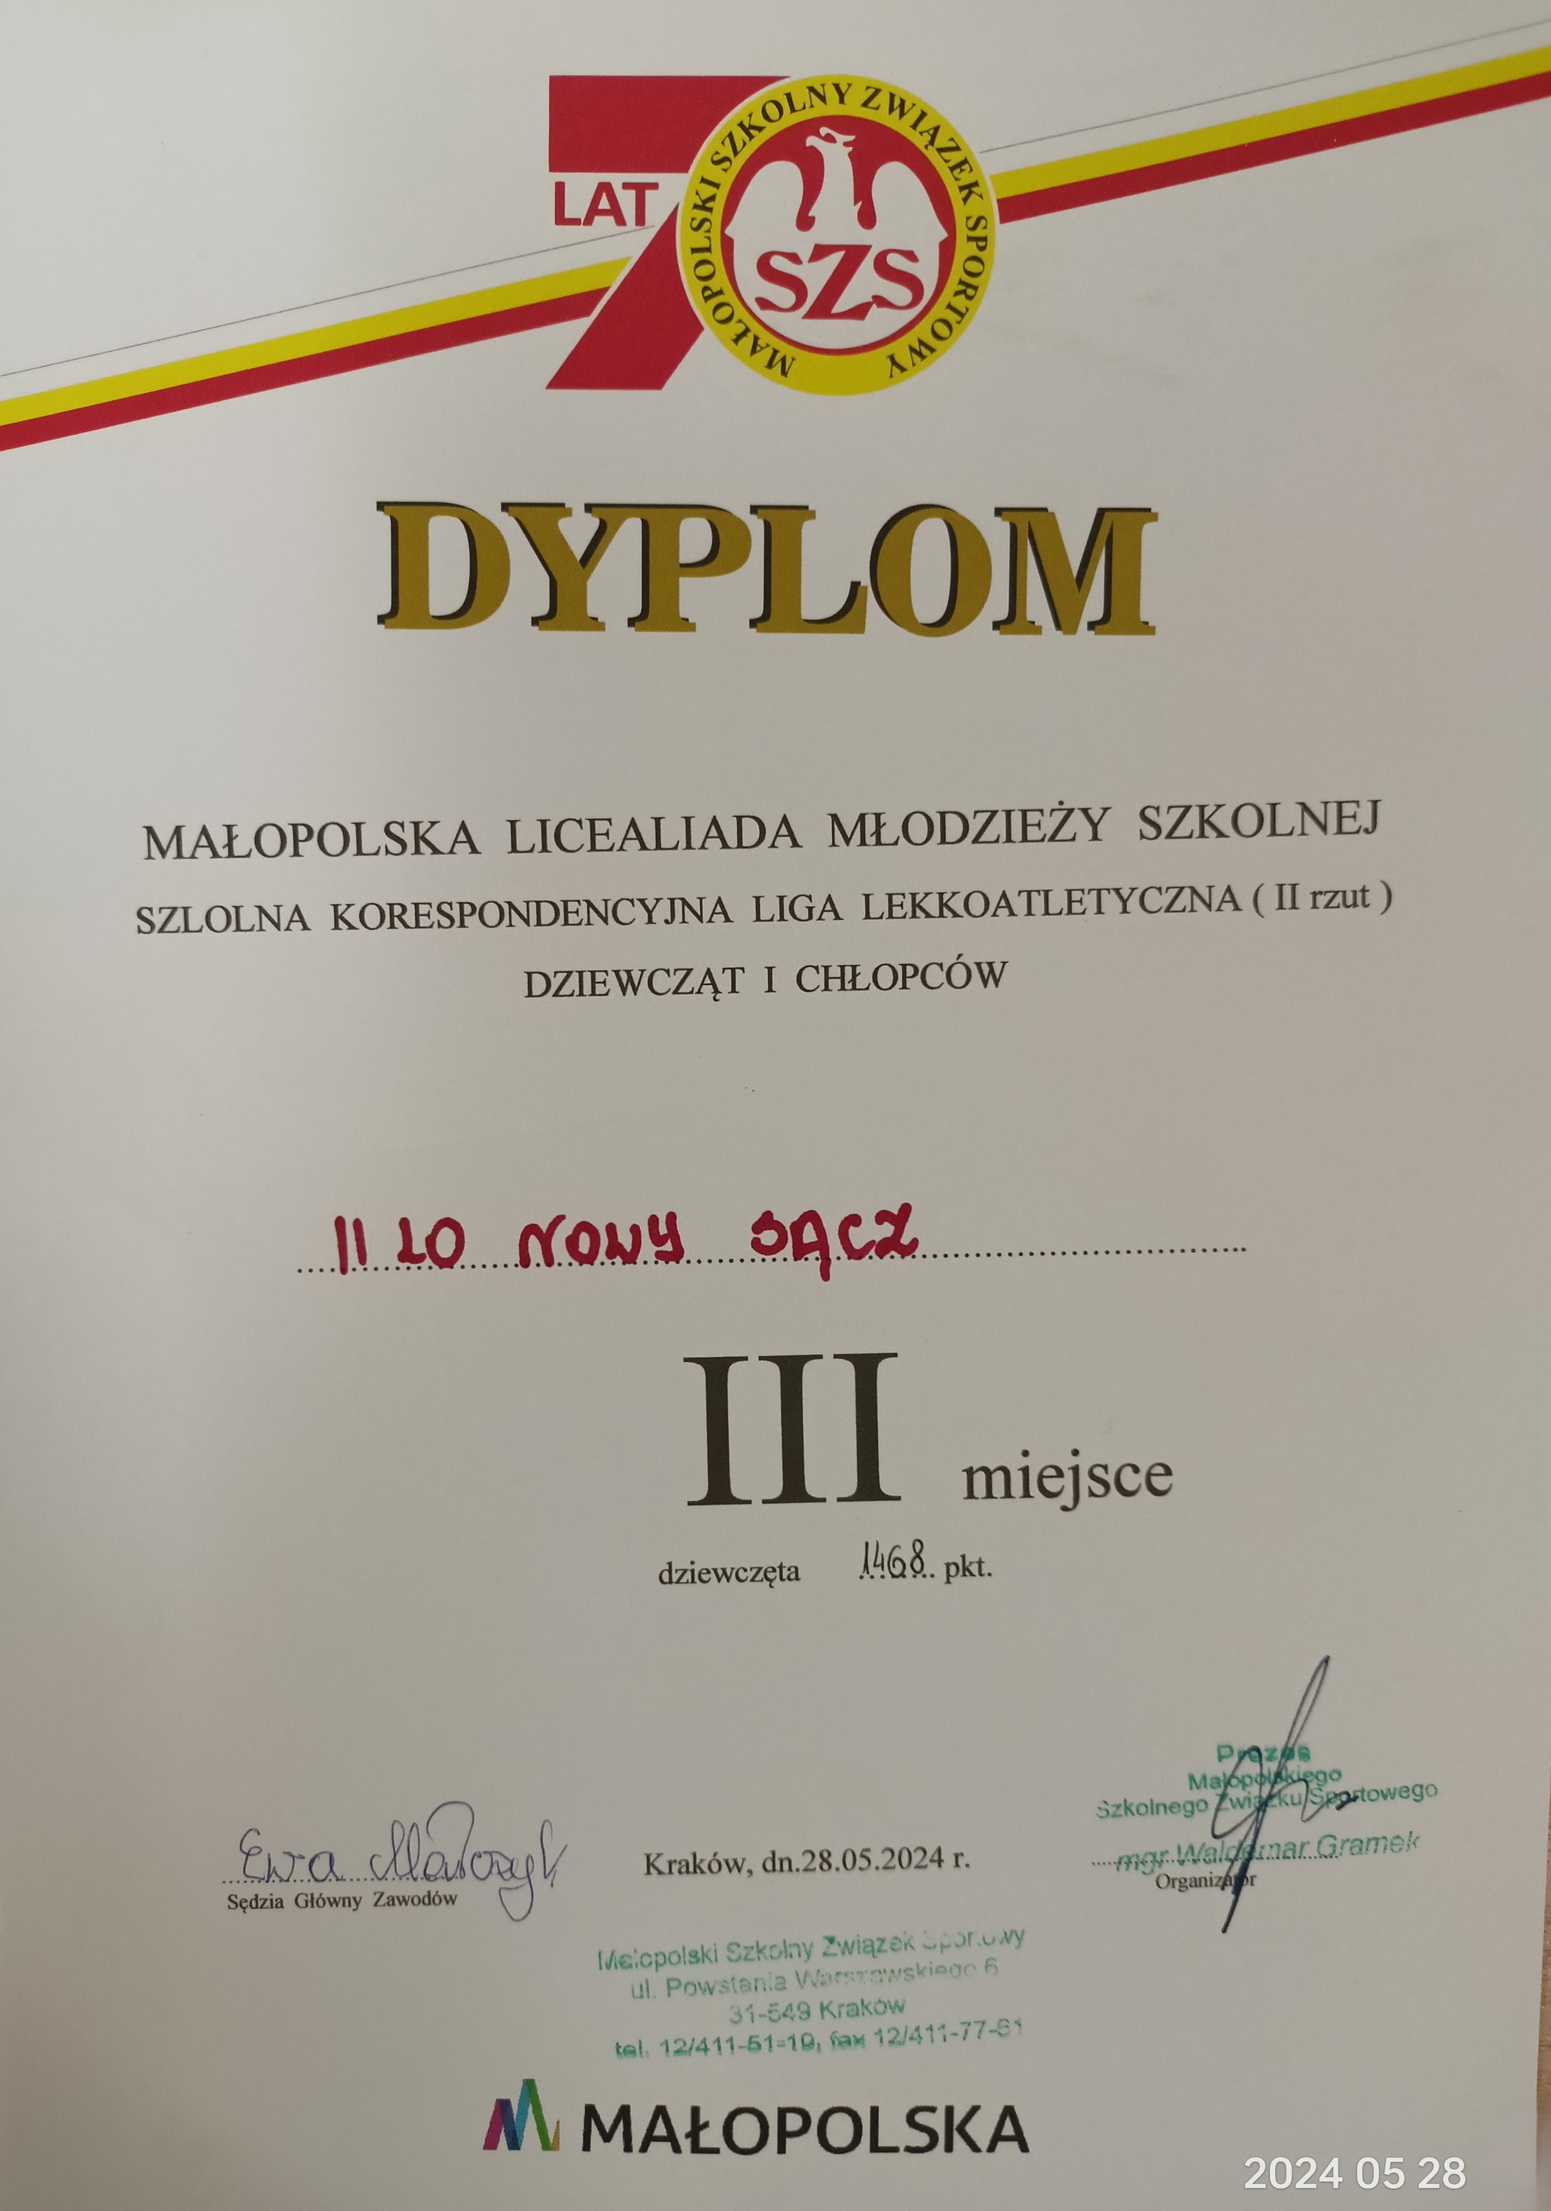 70 LAT
MAŁOPOLSKI SZKOLNY ZWIĄZEK SPORTOWY
SZS
DYPLOM
MAŁOPOLSKA LICEALIADA MŁODZIEŻY SZKOLNEJ
SZLOLNA KORESPONDENCYJNA LIGA LEKKOATLETYCZNA ( II rzut )
DZIEWCZĄT I CHŁOPCÓW
II LO NOWY SĄCZ
III miejsce
dziewczęta 1468 pkt.
Prezes
Małopolskiego
Szkolnego Związku Sportowego
mgr Waldemar Gramek
Organizator
Ewa
Sędzia Główny Zawodów
Kraków, dn.28.05.2024 r.
Małopolski Szkolny Związek Sportowy
ul. Powstania Warszawskiego 6
31-549 Kraków
tel. 12/411-51-19, fax 12/411-77-61
MAŁOPOLSKA
2024 05 28